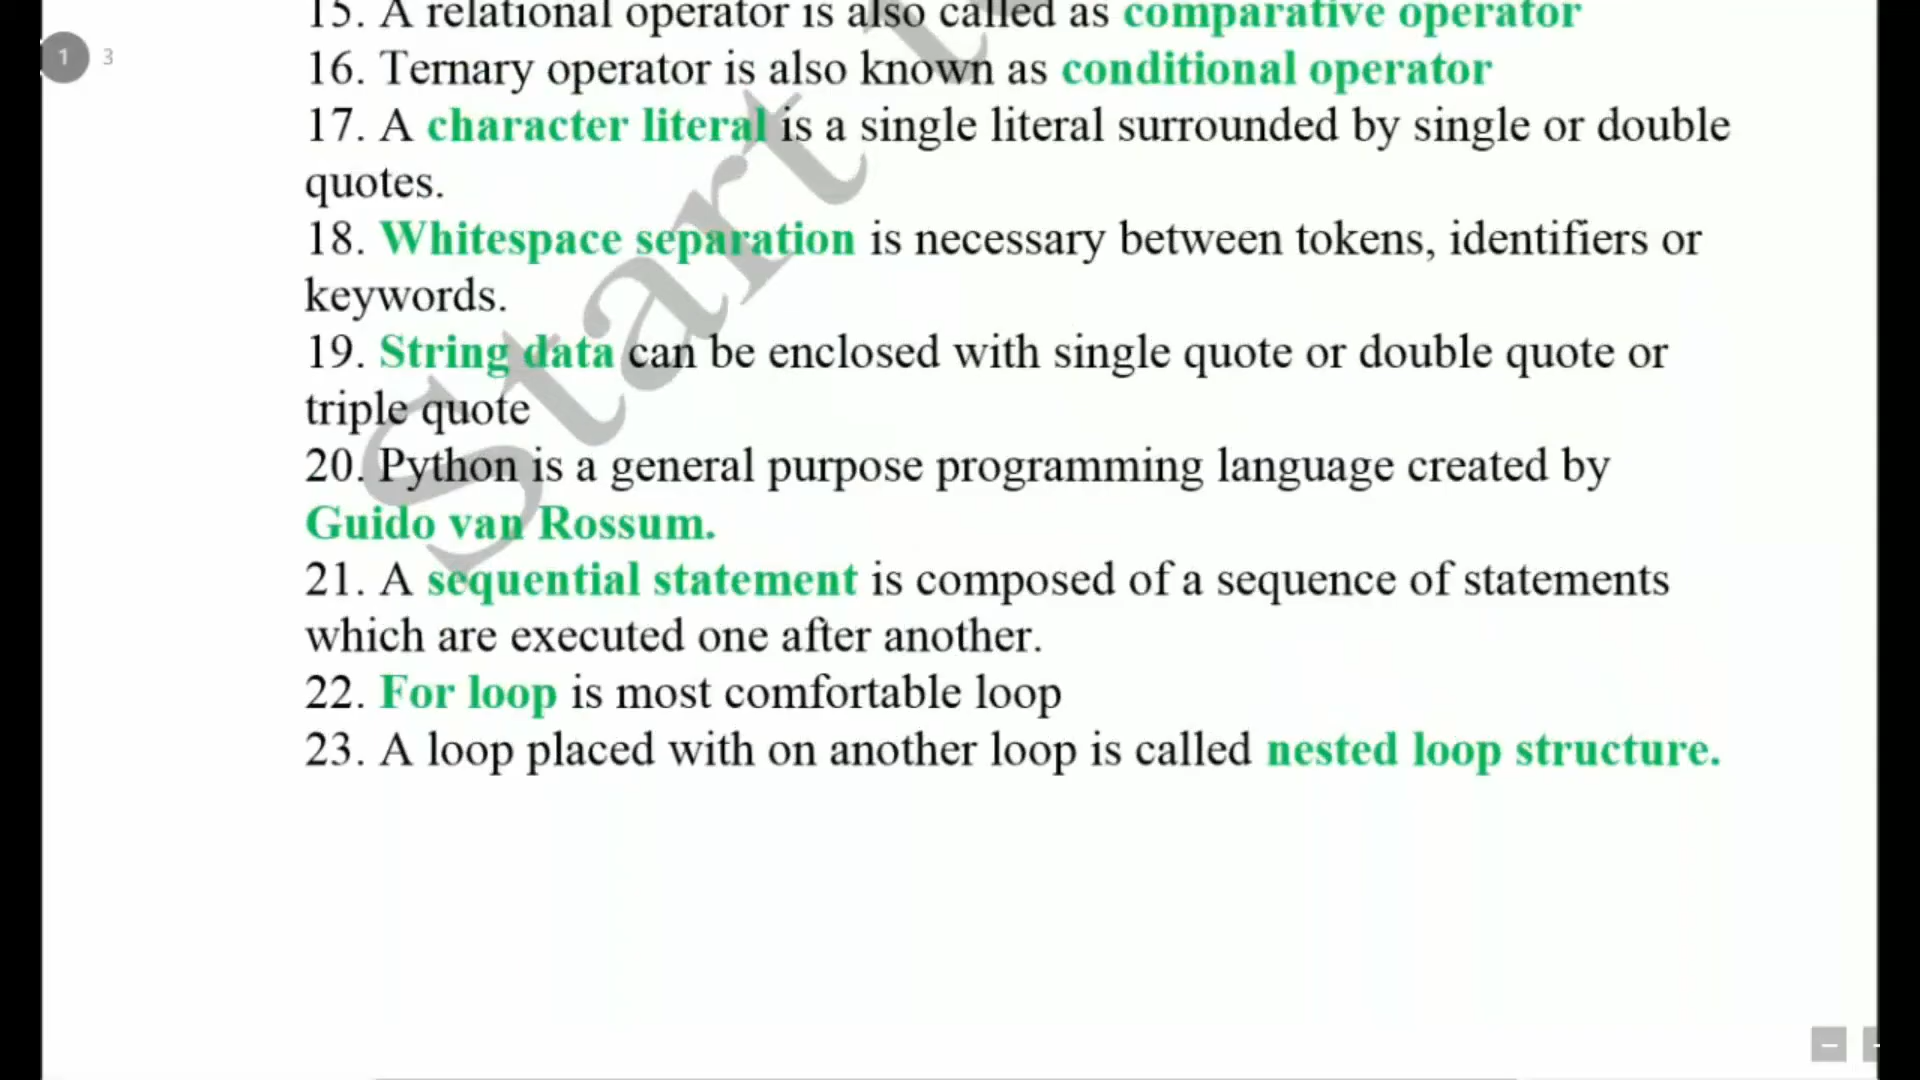 15. A relational operator is also called as comparative operator
1 3
16. Ternary operator is also known as conditional operator
17. A character literal is a single literal surrounded by single or double
quotes.
18. Whitespace separation is necessary between tokens, identifiers or
keywords.
19. String data can be enclosed with single quote or double quote or
triple quote
20. Python is a general purpose programming language created by
Guido van Rossum.
21. A sequential statement is composed of a sequence of statements
which are executed one after another.
22. For loop is most comfortable loop
23. A loop placed with on another loop is called nested loop structure.
Start